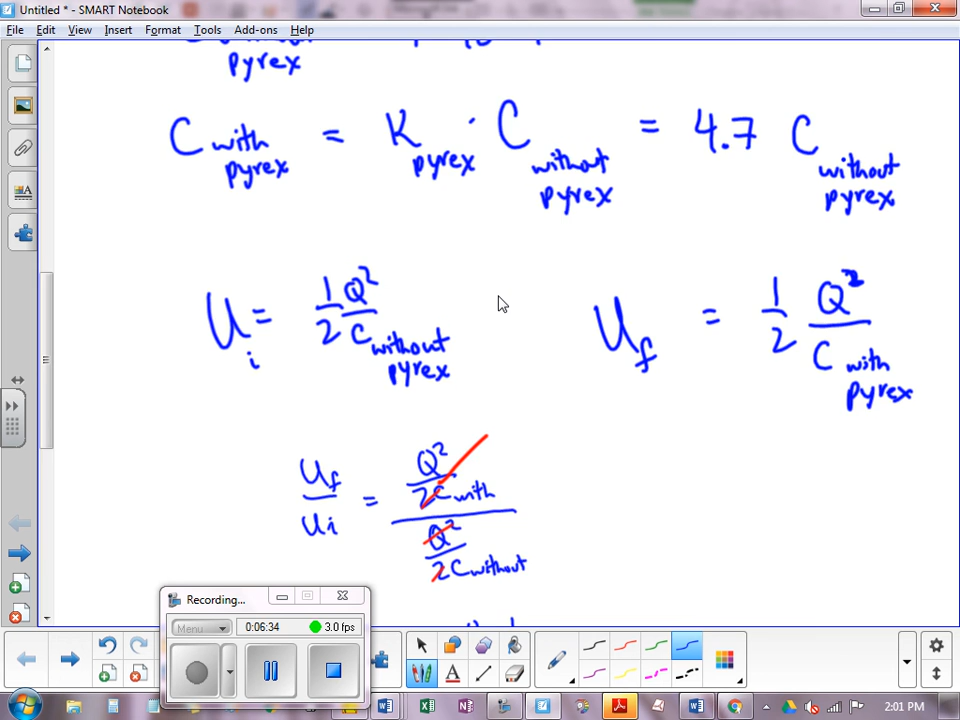 Untitled * - SMART Notebook
File Edit View Insert Format Tools Add-ons Help
pyrex
C with pyrex = K pyrex · C without pyrex = 4.7 C without pyrex
U i = 1/2 Q²/C without pyrex
U f = 1/2 Q²/C with pyrex
Uf/Ui = Q²/2C with / Q²/2C without
Recording...
Menu 0:06:34 3.0 fps
2:01 PM